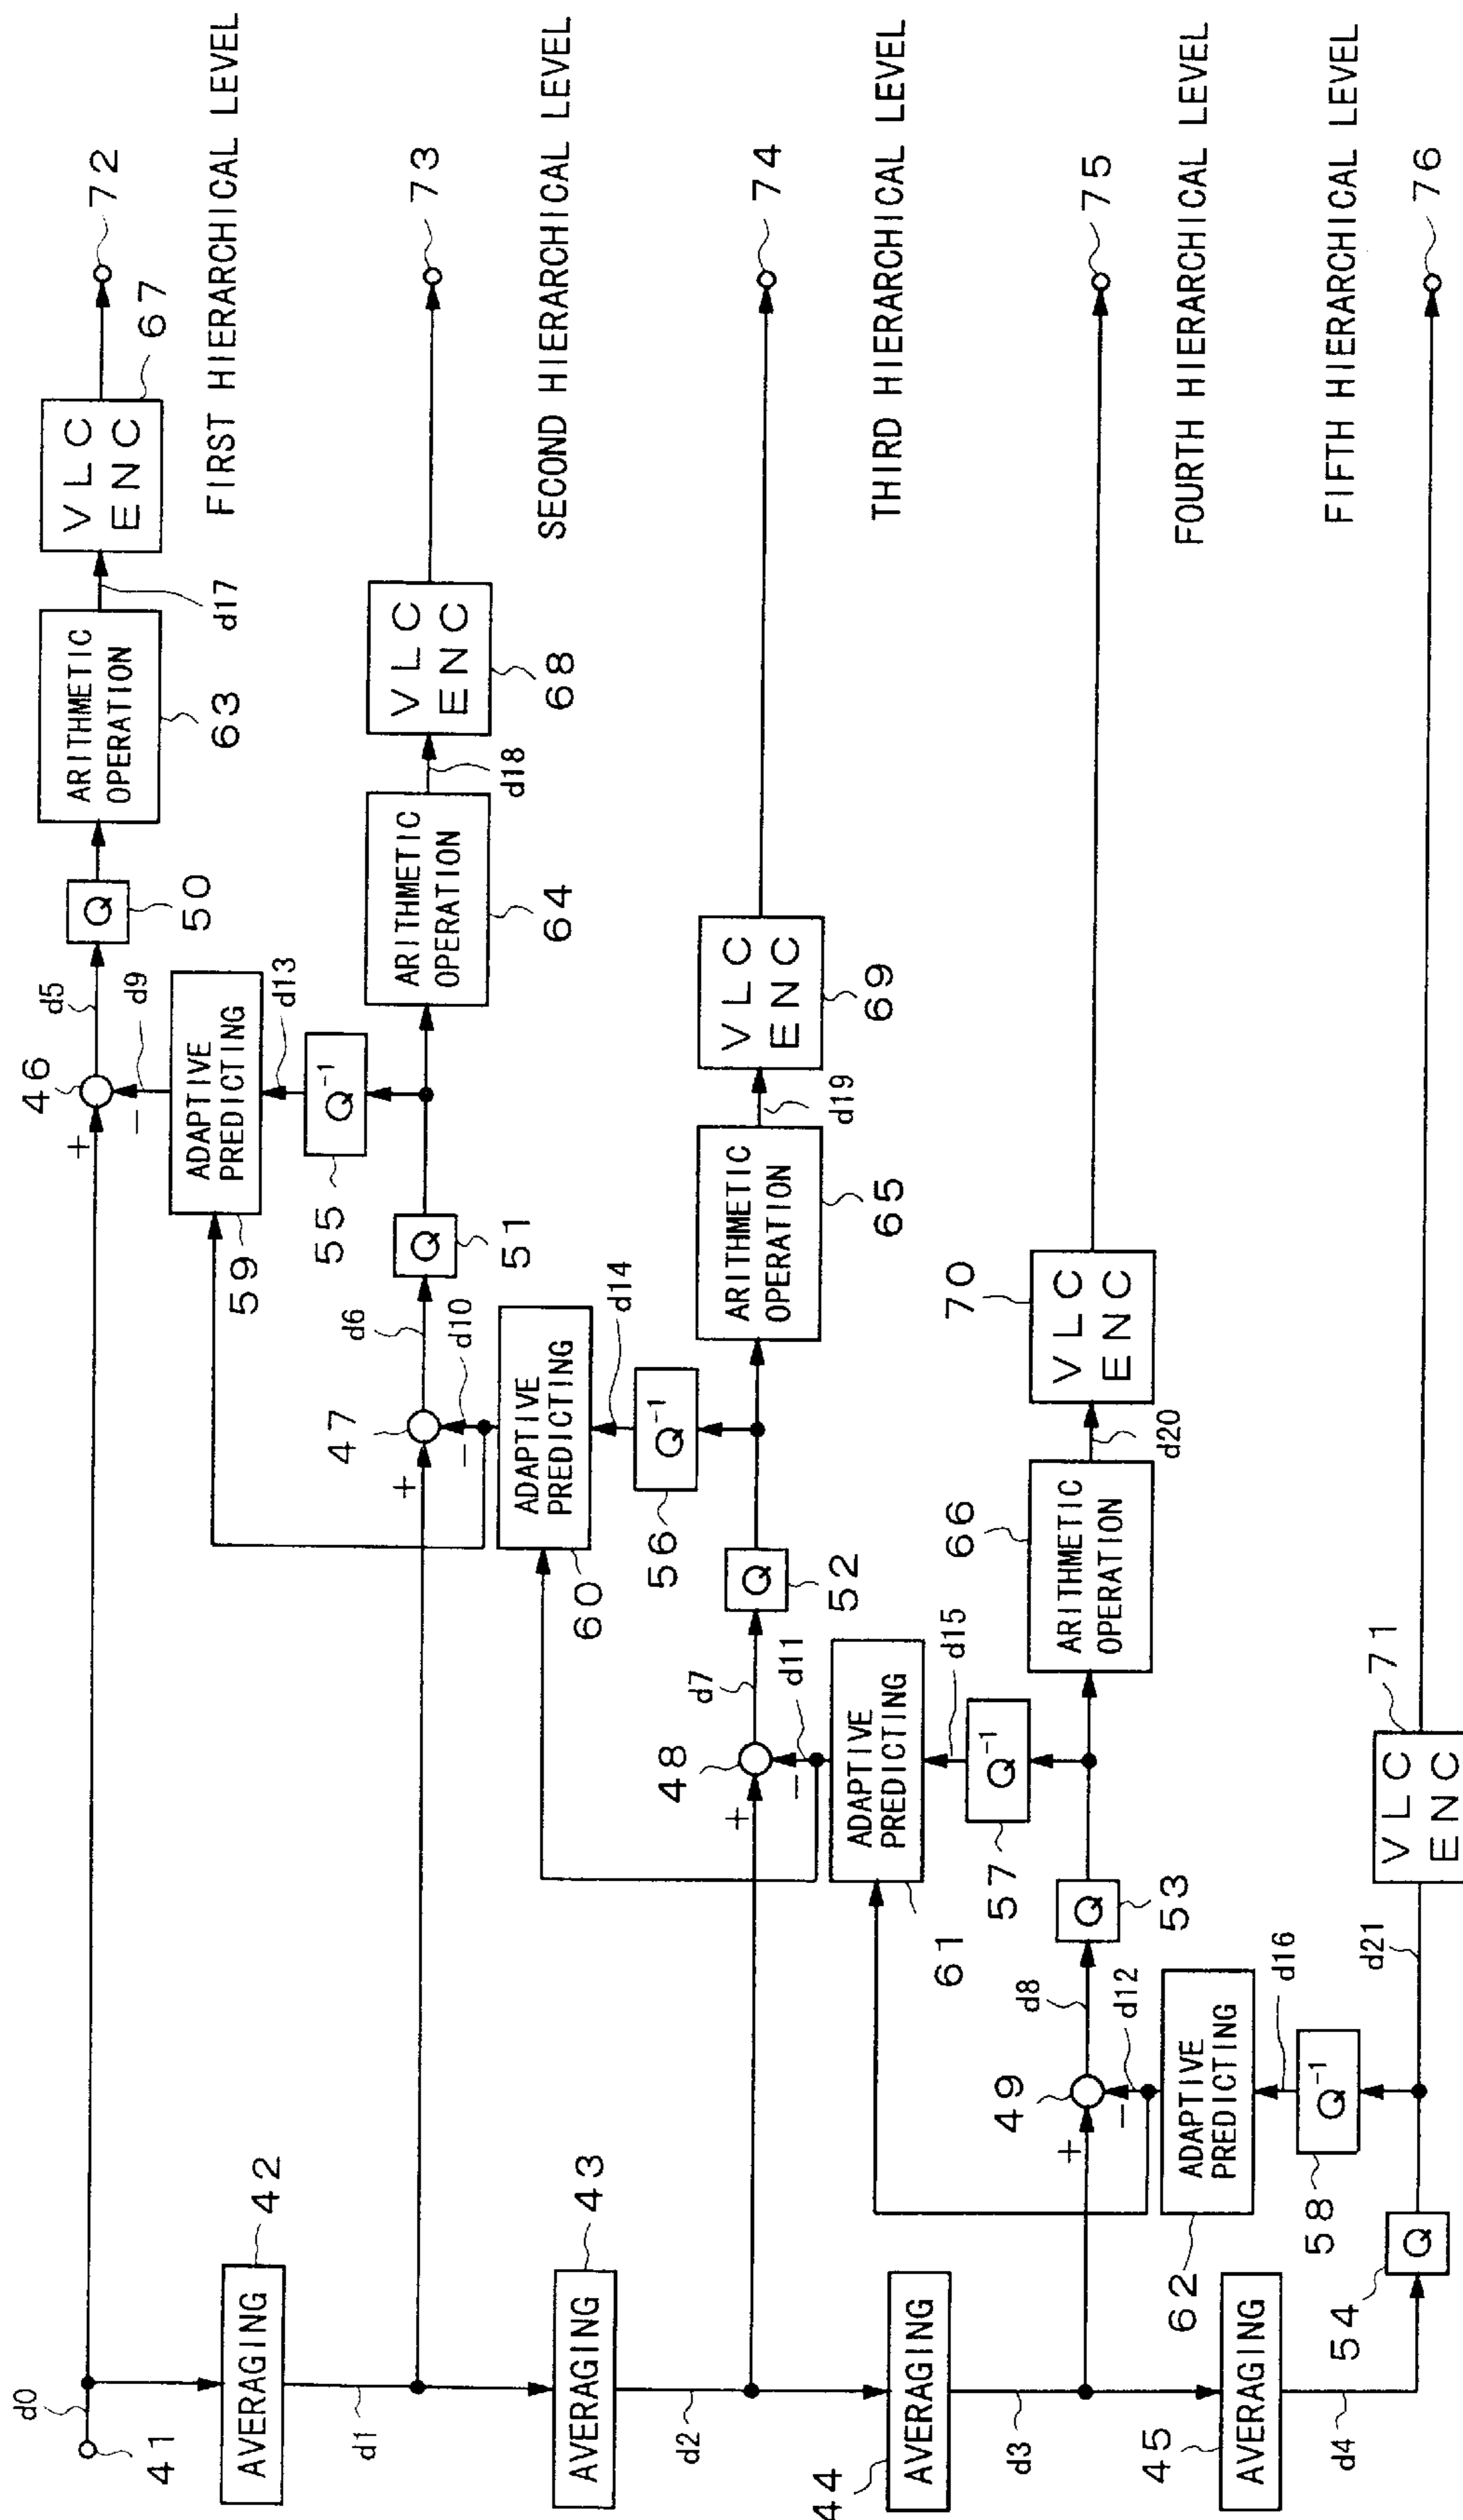 d0
41
46
+
−
d5
d9
Q
50
ARITHMETIC
OPERATION
63
d17
VLC
ENC
67
72
FIRST HIERARCHICAL LEVEL
AVERAGING
42
ADAPTIVE
PREDICTING
59
d13
Q⁻¹
55
d1
47
+
−
d6
d10
Q
51
ARITHMETIC
OPERATION
64
d18
VLC
ENC
68
73
SECOND HIERARCHICAL LEVEL
AVERAGING
43
ADAPTIVE
PREDICTING
60
d14
Q⁻¹
56
d2
48
+
−
d7
d11
Q
52
ARITHMETIC
OPERATION
65
d19
VLC
ENC
69
74
THIRD HIERARCHICAL LEVEL
AVERAGING
44
ADAPTIVE
PREDICTING
61
d15
Q⁻¹
57
d3
49
+
−
d8
d12
Q
53
ARITHMETIC
OPERATION
66
d20
VLC
ENC
70
75
FOURTH HIERARCHICAL LEVEL
AVERAGING
45
ADAPTIVE
PREDICTING
62
d16
Q⁻¹
58
d4
Q
54
d21
VLC
ENC
71
76
FIFTH HIERARCHICAL LEVEL